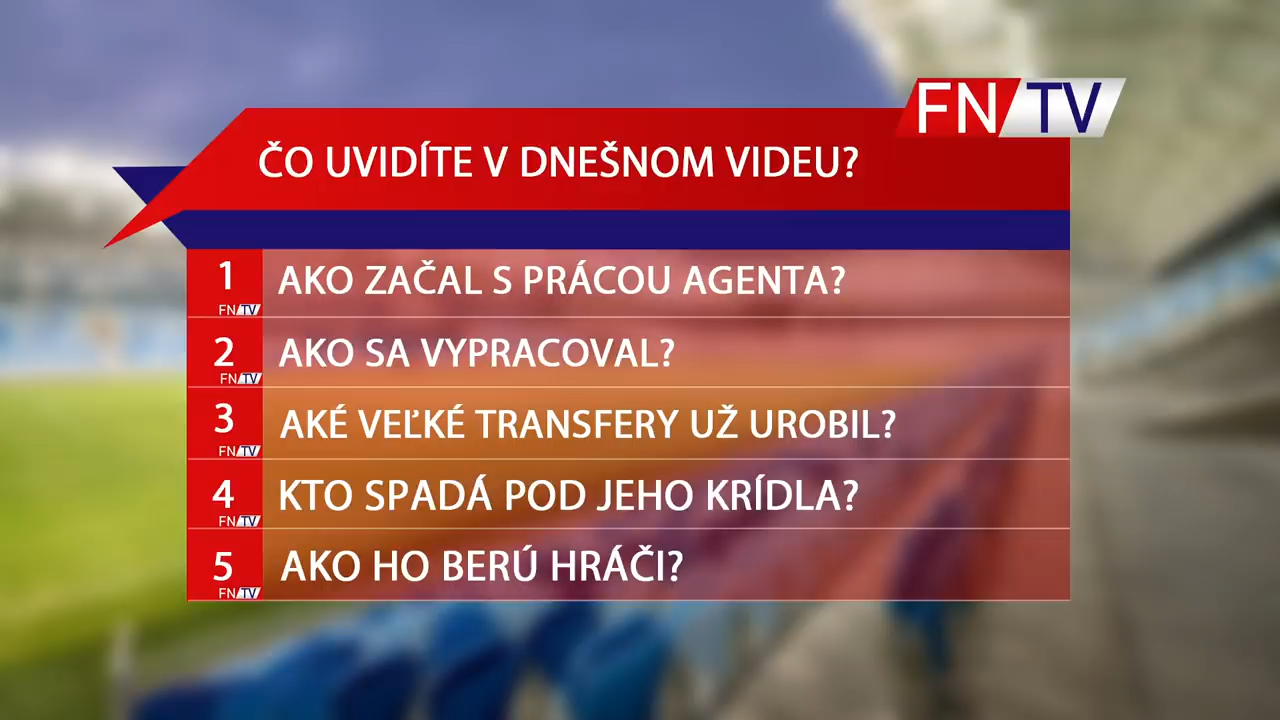 FN/TV
ČO UVIDÍTE V DNEŠNOM VIDEU?
1 AKO ZAČAL S PRÁCOU AGENTA?
FN/TV
2 AKO SA VYPRACOVAL?
FN/TV
3 AKÉ VEĽKÉ TRANSFERY UŽ UROBIL?
FN/TV
4 KTO SPADÁ POD JEHO KRÍDLA?
FN/TV
5 AKO HO BERÚ HRÁČI?
FN/TV